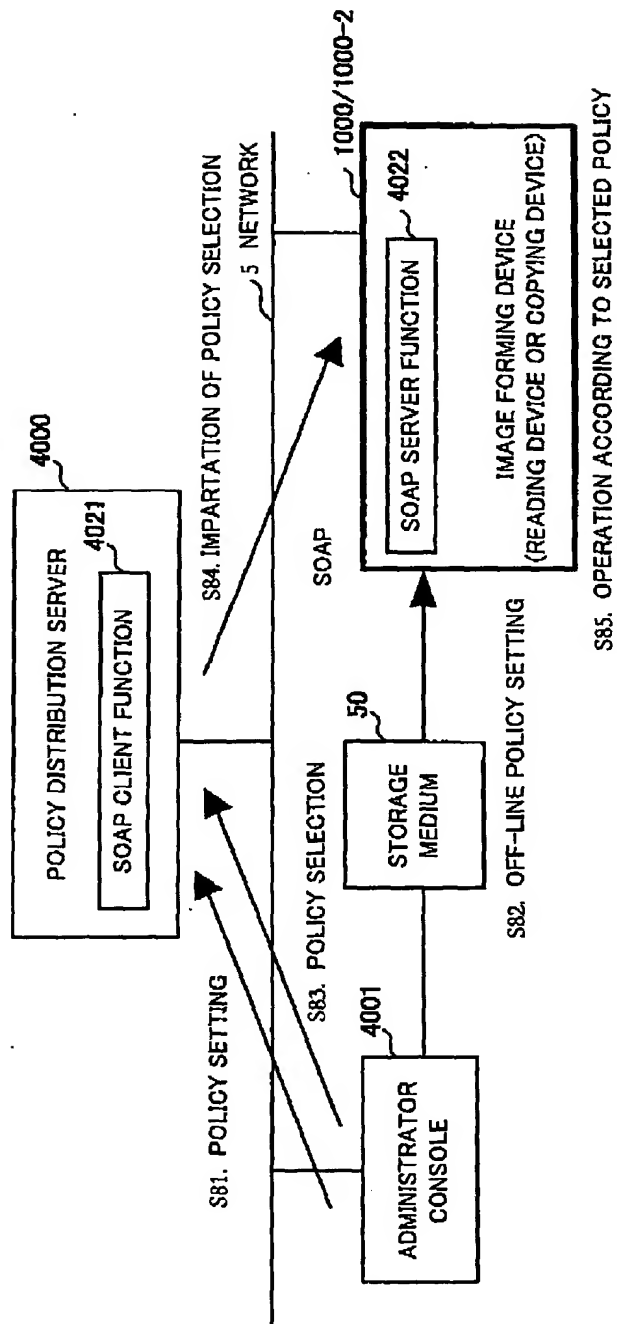 4000
POLICY DISTRIBUTION SERVER
4021
SOAP CLIENT FUNCTION
S81. POLICY SETTING
S83. POLICY SELECTION
S84. IMPARTATION OF POLICY SELECTION
5 NETWORK
SOAP
4001
ADMINISTRATOR
CONSOLE
50
STORAGE
MEDIUM
S82. OFF-LINE POLICY SETTING
1000/1000-2
4022
SOAP SERVER FUNCTION
IMAGE FORMING DEVICE
(READING DEVICE OR COPYING DEVICE)
S85. OPERATION ACCORDING TO SELECTED POLICY